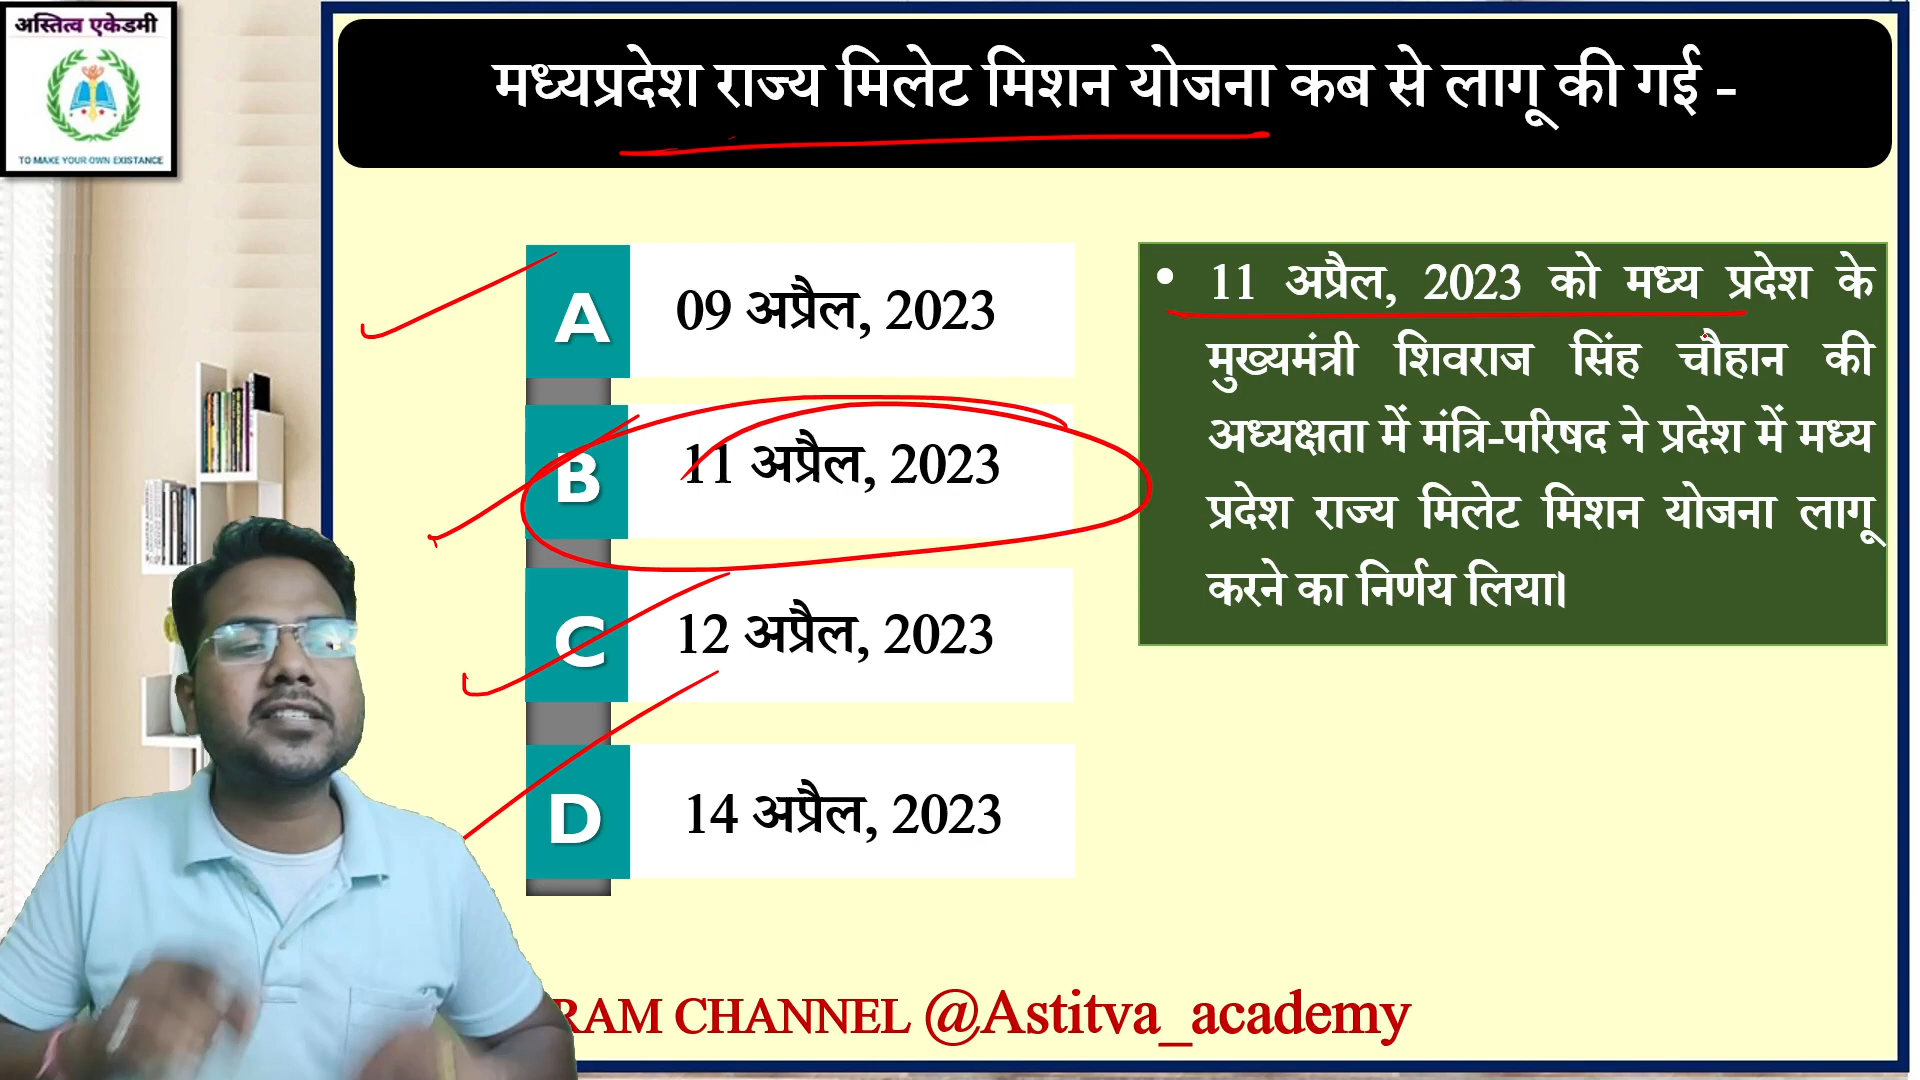 अस्तित्व एकेडमी
TO MAKE YOUR OWN EXISTANCE
मध्यप्रदेश राज्य मिलेट मिशन योजना कब से लागू की गई -
A 09 अप्रैल, 2023
B 11 अप्रैल, 2023
C 12 अप्रैल, 2023
D 14 अप्रैल, 2023
• 11 अप्रैल, 2023 को मध्य प्रदेश के
मुख्यमंत्री शिवराज सिंह चौहान की
अध्यक्षता में मंत्रि-परिषद ने प्रदेश में मध्य
प्रदेश राज्य मिलेट मिशन योजना लागू
करने का निर्णय लिया।
RAM CHANNEL @Astitva_academy